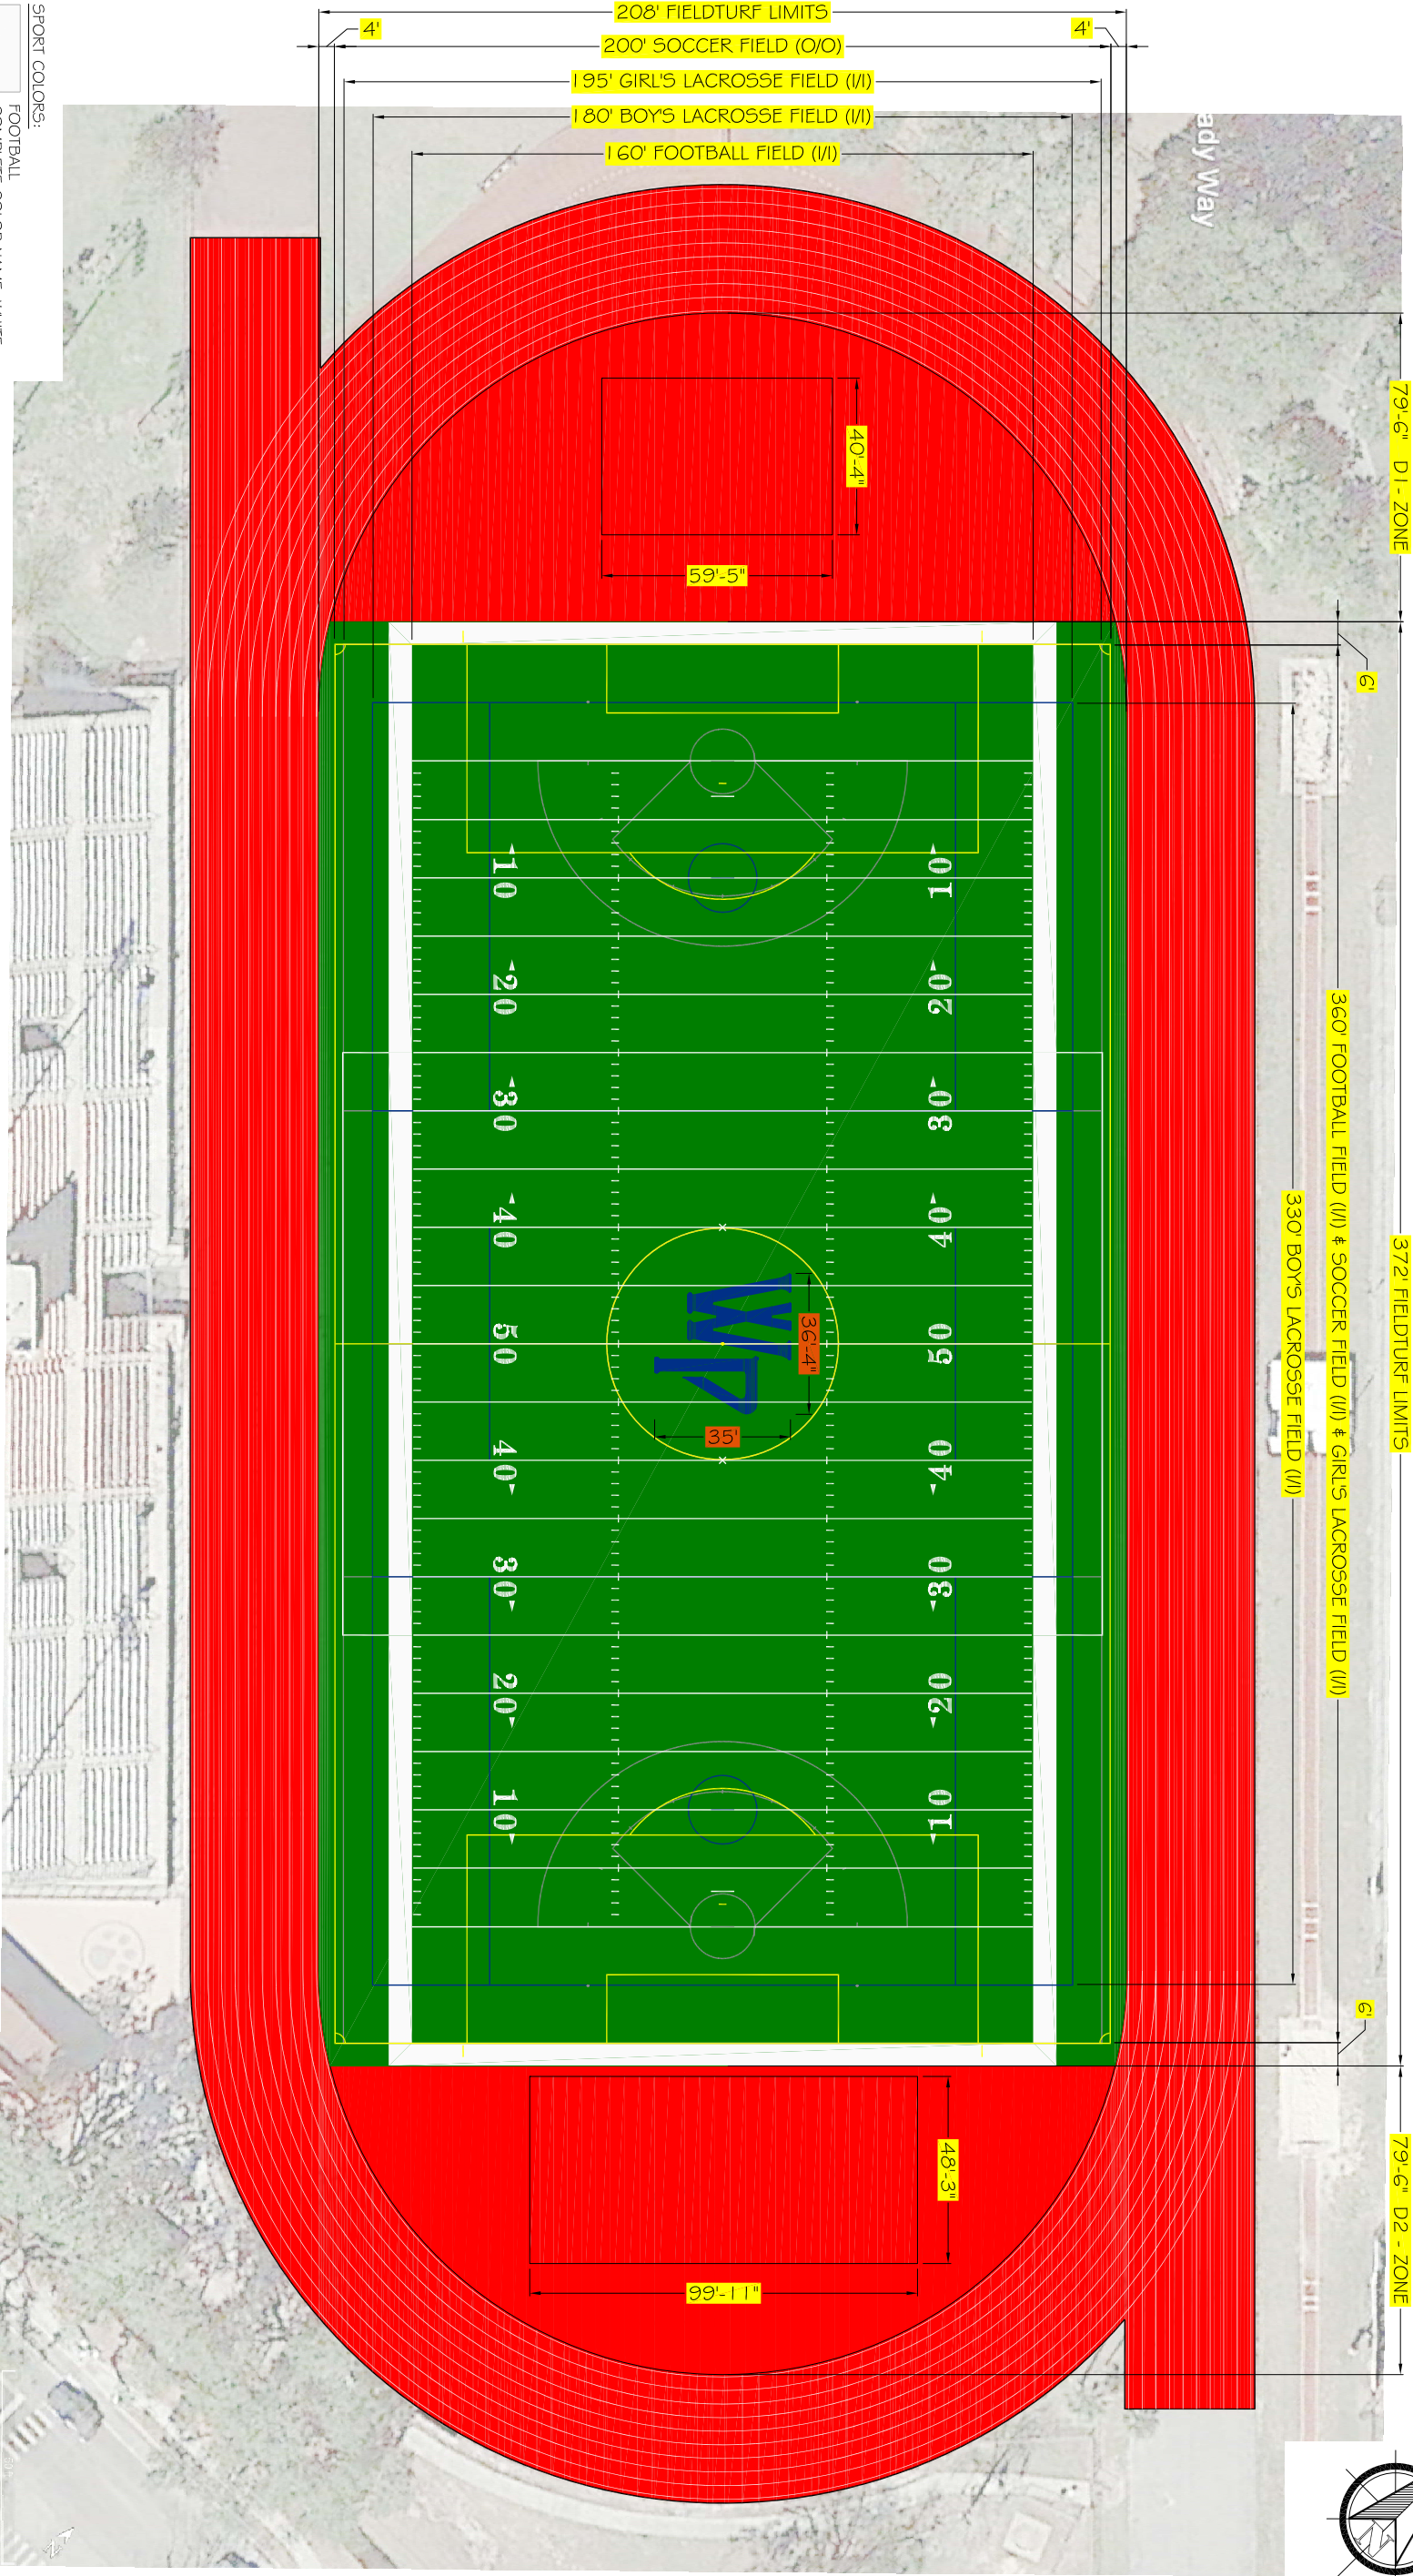 208' FIELDTURF LIMITS
4'
4'
200' SOCCER FIELD (O/O)
195' GIRL'S LACROSSE FIELD (I/I)
180' BOY'S LACROSSE FIELD (I/I)
160' FOOTBALL FIELD (I/I)
SPORT COLORS:
FOOTBALL
ady Way
79'-6" D1 - ZONE
40'-4"
59'-5"
6'
372' FIELDTURF LIMITS
360' FOOTBALL FIELD (I/I) & SOCCER FIELD (I/I) & GIRL'S LACROSSE FIELD (I/I)
330' BOY'S LACROSSE FIELD (I/I)
10 10
20 20
30 30
40 40
50 50
40 40
30 30
20 20
10 10
W
P
36'-4"
35'
6'
79'-6" D2 - ZONE
48'-3"
99'-11"
N